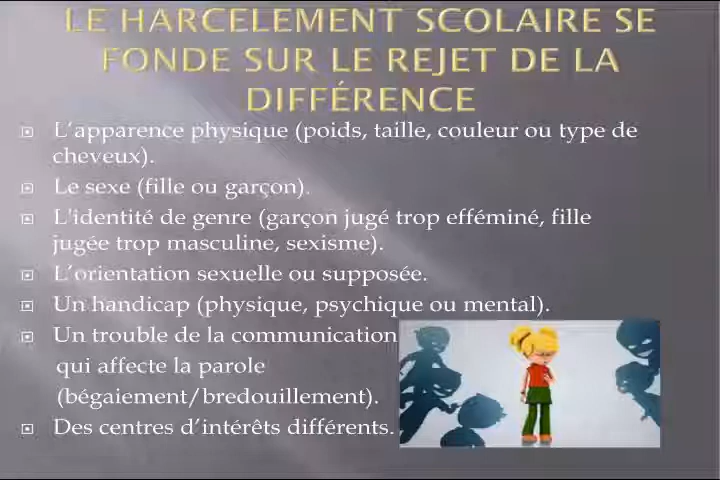 LE HARCELEMENT SCOLAIRE SE
FONDE SUR LE REJET DE LA
DIFFÉRENCE
L’apparence physique (poids, taille, couleur ou type de
cheveux).
Le sexe (fille ou garçon).
L'identité de genre (garçon jugé trop efféminé, fille
jugée trop masculine, sexisme).
L’orientation sexuelle ou supposée.
Un handicap (physique, psychique ou mental).
Un trouble de la communication
qui affecte la parole
(bégaiement/bredouillement).
Des centres d’intérêts différents.